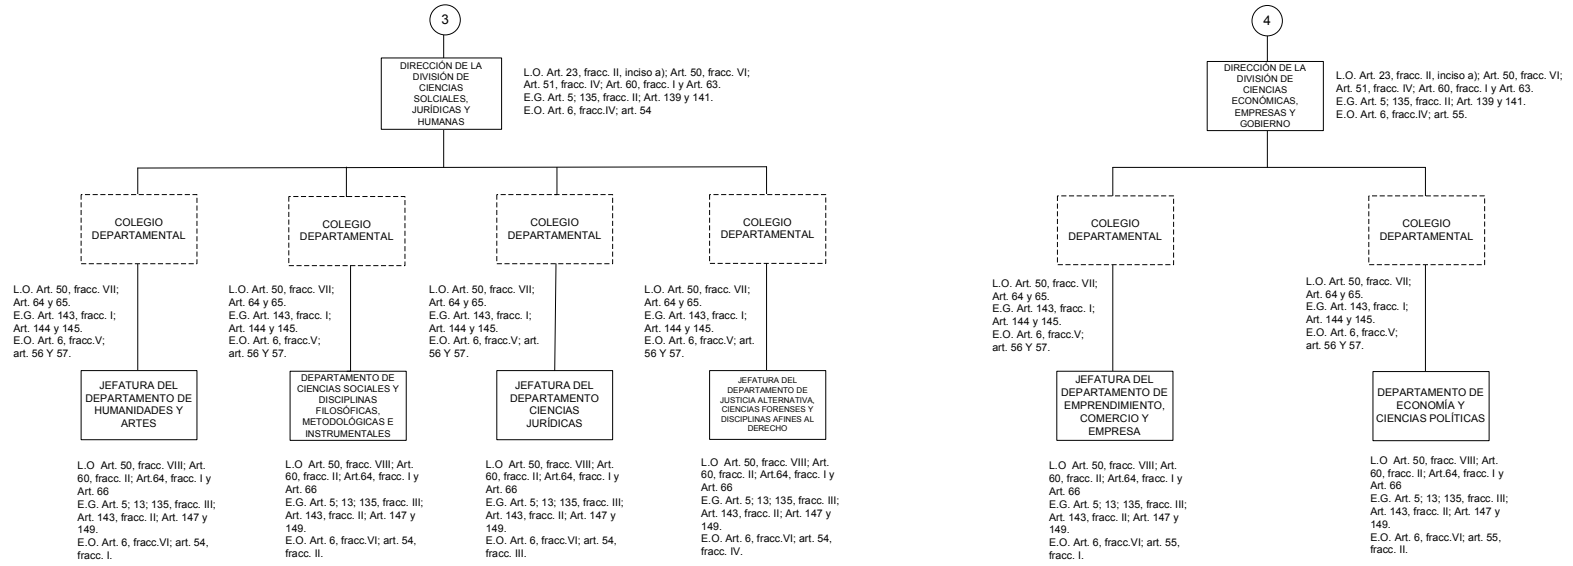 3
DIRECCIÓN DE LA
DIVISIÓN DE
CIENCIAS
SOLCIALES,
JURÍDICAS Y
HUMANAS
L.O. Art. 23, fracc. II, inciso a); Art. 50, fracc. VI;
Art. 51, fracc. IV; Art. 60, fracc. I y Art. 63.
E.G. Art. 5; 135, fracc. II; Art. 139 y 141.
E.O. Art. 6, fracc.IV; art. 54
COLEGIO
DEPARTAMENTAL
COLEGIO
DEPARTAMENTAL
COLEGIO
DEPARTAMENTAL
COLEGIO
DEPARTAMENTAL
L.O. Art. 50, fracc. VII;
Art. 64 y 65.
E.G. Art. 143, fracc. I;
Art. 144 y 145.
E.O. Art. 6, fracc.V;
art. 56 Y 57.
L.O. Art. 50, fracc. VII;
Art. 64 y 65.
E.G. Art. 143, fracc. I;
Art. 144 y 145.
E.O. Art. 6, fracc.V;
art. 56 Y 57.
L.O. Art. 50, fracc. VII;
Art. 64 y 65.
E.G. Art. 143, fracc. I;
Art. 144 y 145.
E.O. Art. 6, fracc.V; art.
56 Y 57.
L.O. Art. 50, fracc. VII;
Art. 64 y 65.
E.G. Art. 143, fracc. I;
Art. 144 y 145.
E.O. Art. 6, fracc.V; art.
56 Y 57.
JEFATURA DEL
DEPARTAMENTO DE
HUMANIDADES Y
ARTES
DEPARTAMENTO DE
CIENCIAS SOCIALES Y
DISCIPLINAS
FILOSÓFICAS,
METODOLÓGICAS E
INSTRUMENTALES
JEFATURA DEL
DEPARTAMENTO
CIENCIAS
JURÍDICAS
JEFATURA DEL
DEPARTAMENTO DE
JUSTICIA ALTERNATIVA,
CIENCIAS FORENSES Y
DISCIPLINAS AFINES AL
DERECHO
L.O Art. 50, fracc. VIII; Art.
60, fracc. II; Art.64, fracc. I y
Art. 66
E.G. Art. 5; 13; 135, fracc. III;
Art. 143, fracc. II; Art. 147 y
149.
E.O. Art. 6, fracc.VI; art. 54,
fracc. I.
L.O Art. 50, fracc. VIII; Art.
60, fracc. II; Art.64, fracc. I y
Art. 66
E.G. Art. 5; 13; 135, fracc. III;
Art. 143, fracc. II; Art. 147 y
149.
E.O. Art. 6, fracc.VI; art. 54,
fracc. II.
L.O Art. 50, fracc. VIII; Art.
60, fracc. II; Art.64, fracc. I y
Art. 66
E.G. Art. 5; 13; 135, fracc. III;
Art. 143, fracc. II; Art. 147 y
149.
E.O. Art. 6, fracc.VI; art. 54,
fracc. III.
L.O Art. 50, fracc. VIII; Art.
60, fracc. II; Art.64, fracc. I y
Art. 66
E.G. Art. 5; 13; 135, fracc. III;
Art. 143, fracc. II; Art. 147 y
149.
E.O. Art. 6, fracc.VI; art. 54,
fracc. IV.
4
DIRECCIÓN DE LA
DIVISIÓN DE
CIENCIAS
ECONÓMICAS,
EMPRESAS Y
GOBIERNO
L.O. Art. 23, fracc. II, inciso a); Art. 50, fracc. VI;
Art. 51, fracc. IV; Art. 60, fracc. I y Art. 63.
E.G. Art. 5; 135, fracc. II; Art. 139 y 141.
E.O. Art. 6, fracc.IV; art. 55.
COLEGIO
DEPARTAMENTAL
COLEGIO
DEPARTAMENTAL
L.O. Art. 50, fracc. VII;
Art. 64 y 65.
E.G. Art. 143, fracc. I;
Art. 144 y 145.
E.O. Art. 6, fracc.V;
art. 56 Y 57.
L.O. Art. 50, fracc. VII;
Art. 64 y 65.
E.G. Art. 143, fracc. I;
Art. 144 y 145.
E.O. Art. 6, fracc.V;
art. 56 Y 57.
JEFATURA DEL
DEPARTAMENTO DE
EMPRENDIMIENTO,
COMERCIO Y
EMPRESA
DEPARTAMENTO DE
ECONOMÍA Y
CIENCIAS POLÍTICAS
L.O Art. 50, fracc. VIII; Art.
60, fracc. II; Art.64, fracc. I y
Art. 66
E.G. Art. 5; 13; 135, fracc. III;
Art. 143, fracc. II; Art. 147 y
149.
E.O. Art. 6, fracc.VI; art. 55,
fracc. I.
L.O Art. 50, fracc. VIII; Art.
60, fracc. II; Art.64, fracc. I y
Art. 66
E.G. Art. 5; 13; 135, fracc. III;
Art. 143, fracc. II; Art. 147 y
149.
E.O. Art. 6, fracc.VI; art. 55,
fracc. II.